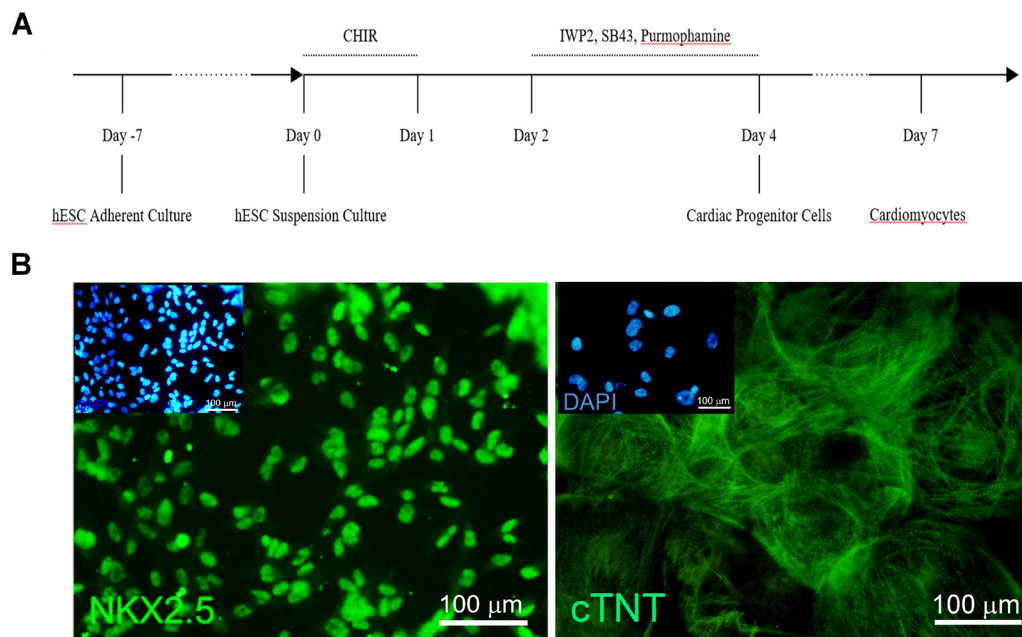 A
CHIR
IWP2, SB43, Purmophamine
Day -7
Day 0
Day 1
Day 2
Day 4
Day 7
hESC Adherent Culture
hESC Suspension Culture
Cardiac Progenitor Cells
Cardiomyocytes
B
100 μm
NKX2.5
100 μm
DAPI
100 μm
cTNT
100 μm